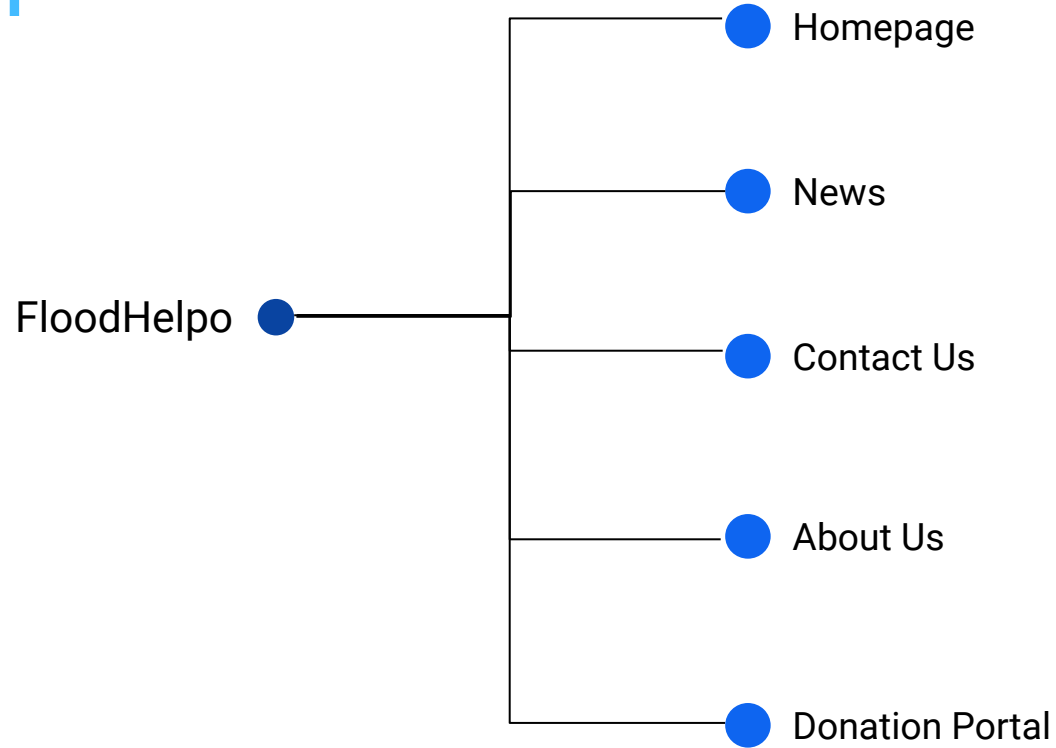 Homepage
News
FloodHelpo
Contact Us
About Us
Donation Portal